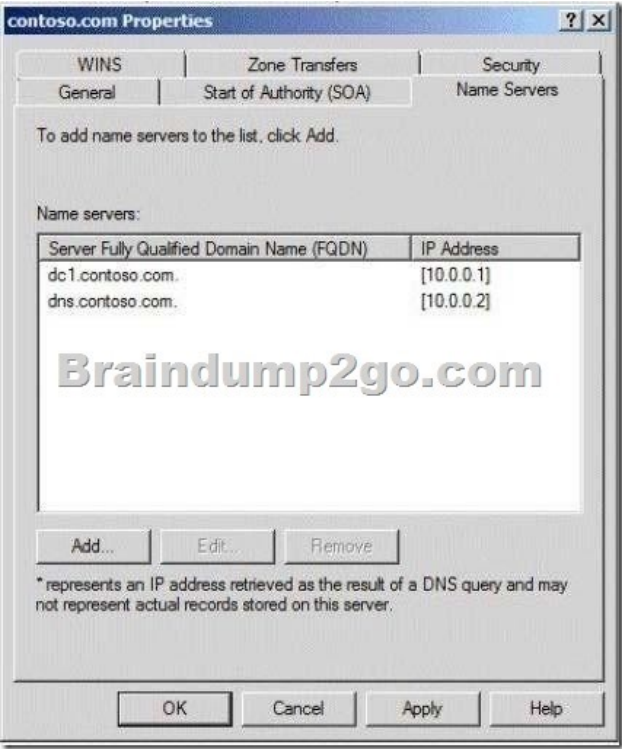 contoso.com Properties
? X
WINS Zone Transfers Security
General Start of Authority (SOA) Name Servers
To add name servers to the list, click Add.
Name servers:
Server Fully Qualified Domain Name (FQDN) IP Address
dc1.contoso.com. [10.0.0.1]
dns.contoso.com. [10.0.0.2]
Braindump2go.com
Add... Edit... Remove
* represents an IP address retrieved as the result of a DNS query and may
not represent actual records stored on this server.
OK Cancel Apply Help